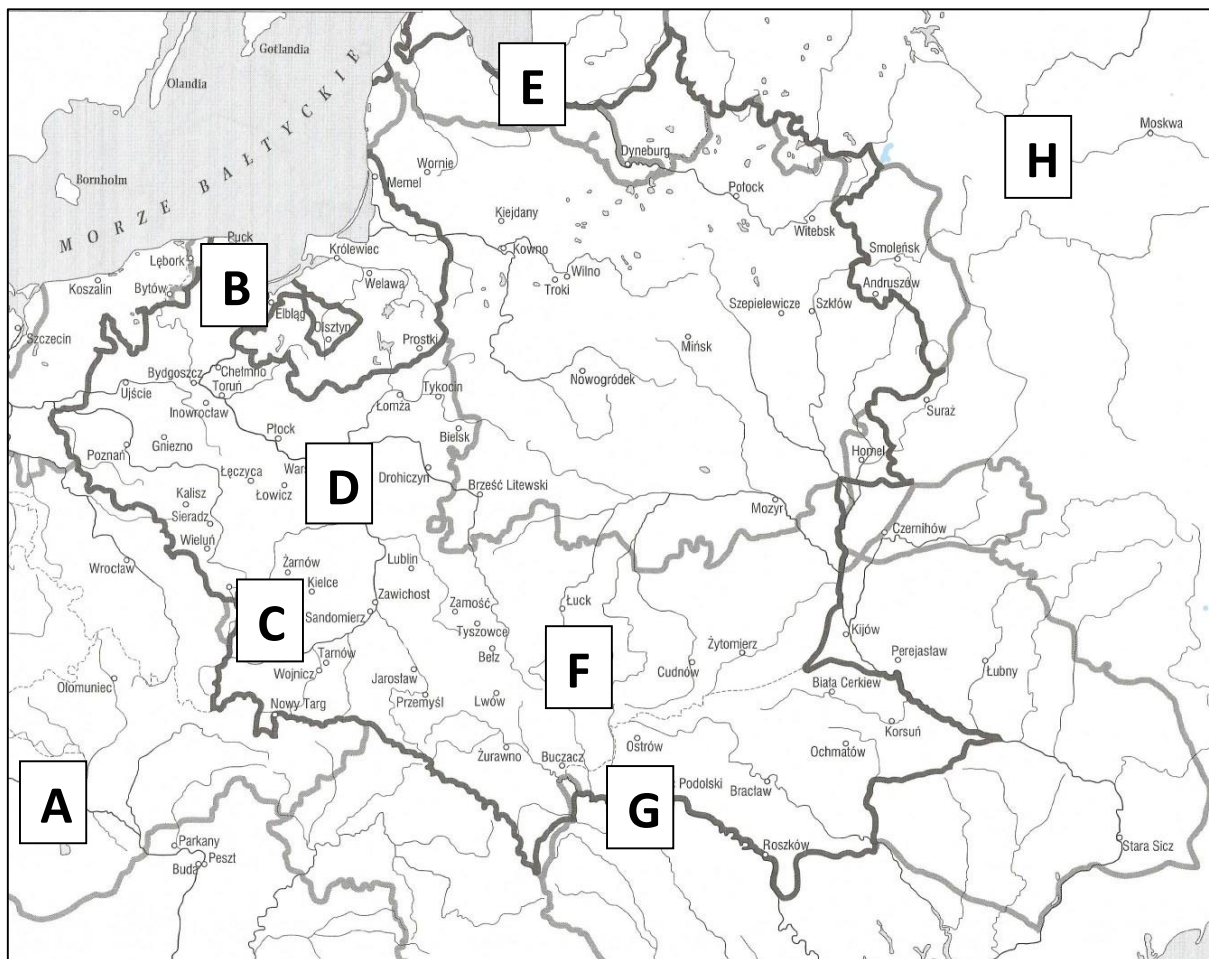 Gotlandia
Olandia
Bornholm
MORZE BAŁTYCKIE
E
H
Moskwa
Dyneburg
Wornie
Memel
Połock
Witebsk
Kiejdany
Kowno
Puck
Lębork
B
Królewiec
Wilno
Troki
Smoleńsk
Andruszów
Koszalin
Bytów
Welawa
Elbląg
Olsztyn
Szepielewicze
Szkłów
Szczecin
Prostki
Mińsk
Chełmno
Toruń
Bydgoszcz
Ujście
Inowrocław
Nowogródek
Tykocin
Łomża
Suraż
Płock
Bielsk
Gniezno
Poznań
Homel
Łęczyca
War
D
Drohiczyn
Łowicz
Brześć Litewski
Kalisz
Sieradz
Mozyr
Czernihów
Wieluń
Wrocław
Żarnów
Lublin
Kielce
Zawichost
C
Sandomierz
Zamość
Łuck
Tyszowce
Kijów
Bełz
F
Żytomierz
Tarnów
Wojnicz
Cudnów
Perejasław
Łubny
Ołomuniec
Jarosław
Przemyśl
Lwów
Biała Cerkiew
Nowy Targ
Korsuń
Ostrów
Ochmatów
Żurawno
Buczacz
A
G
Podolski
Bracław
Parkany
Buda
Peszt
Roszków
Stara Sicz